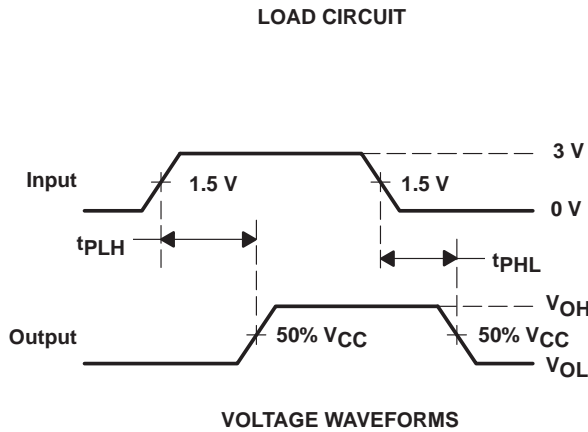 LOAD CIRCUIT
3 V
Input
1.5 V
1.5 V
0 V
tPLH
tPHL
VOH
Output
50% VCC
50% VCC
VOL
VOLTAGE WAVEFORMS